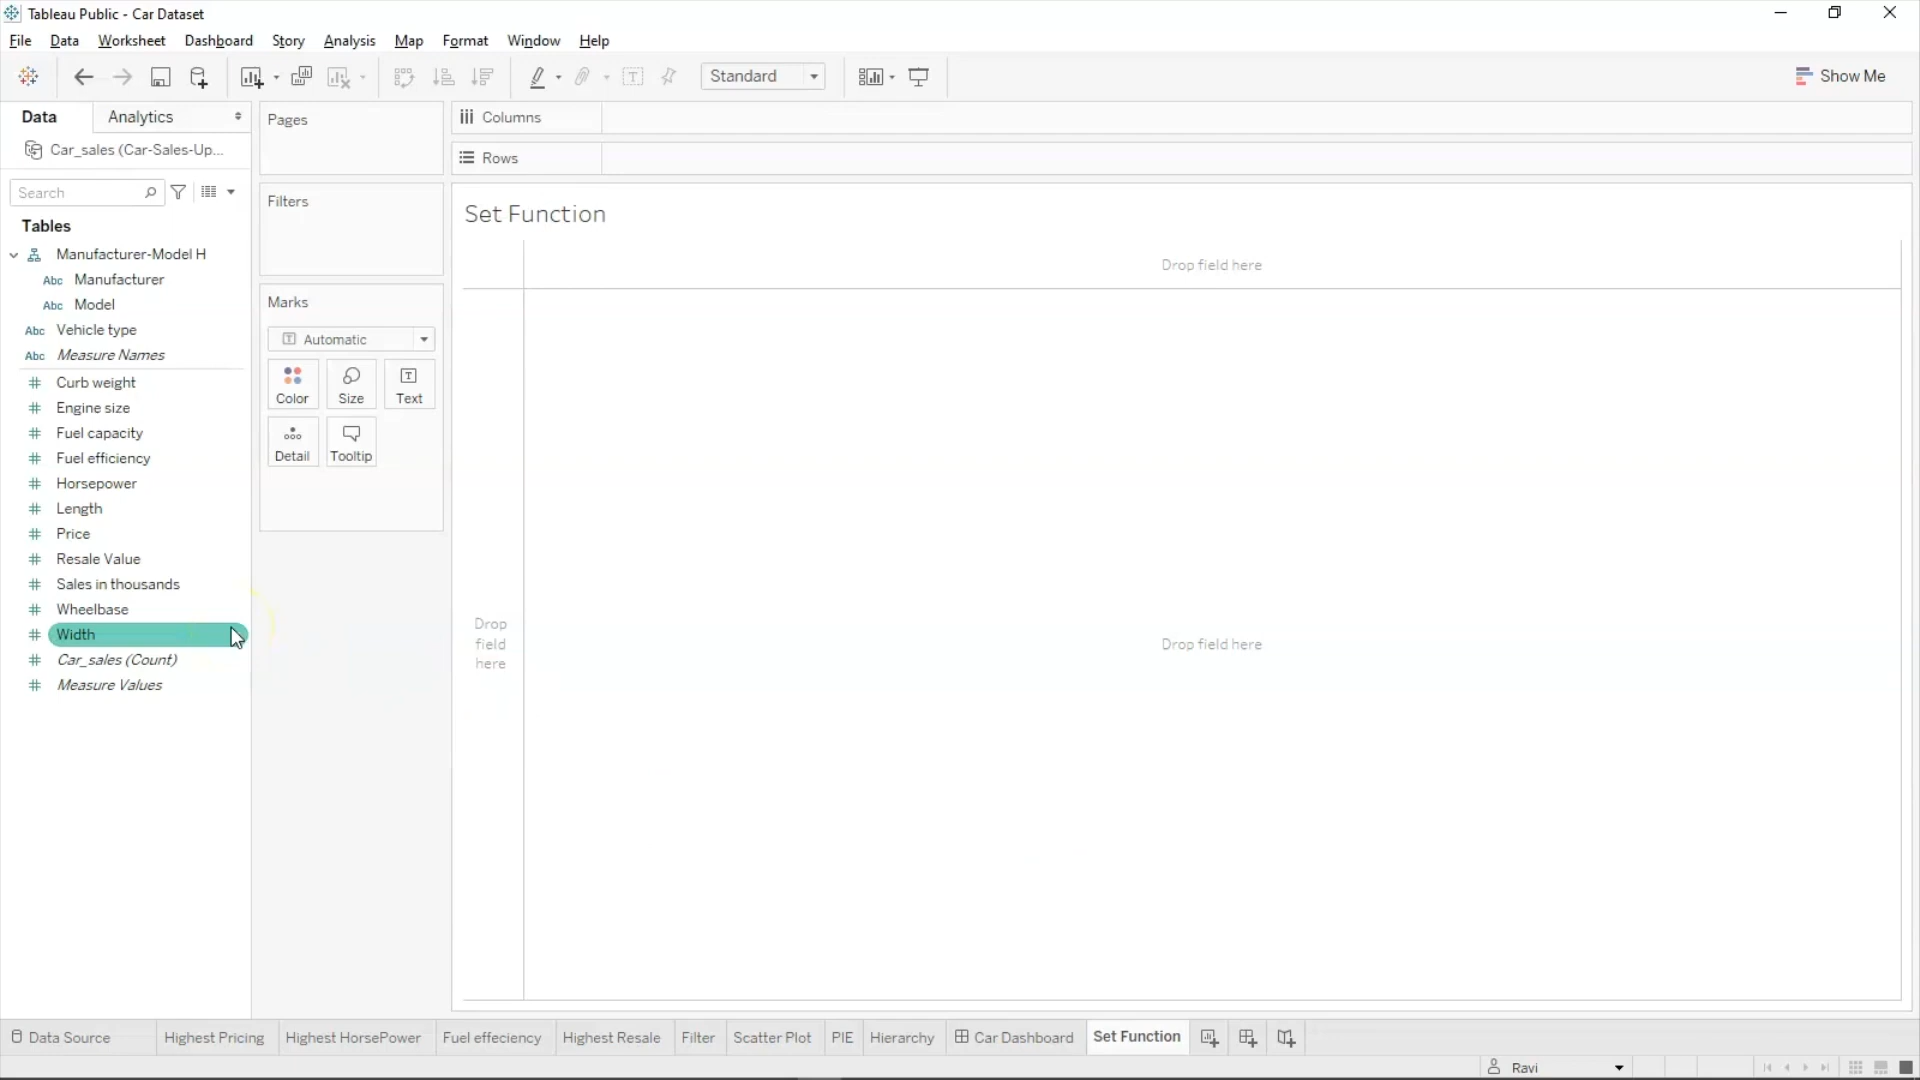 Tableau Public - Car Dataset
File Data Worksheet Dashboard Story Analysis Map Format Window Help
Standard
Show Me
Data
Analytics
Car_sales (Car-Sales-Up...
Search
Tables
Manufacturer-Model H
Abc Manufacturer
Abc Model
Abc Vehicle type
Abc Measure Names
# Curb weight
# Engine size
# Fuel capacity
# Fuel efficiency
# Horsepower
# Length
# Price
# Resale Value
# Sales in thousands
# Wheelbase
# Width
# Car_sales (Count)
# Measure Values
Pages
Filters
Marks
T Automatic
Color
Size
T
Text
Detail
Tooltip
Columns
Rows
Set Function
Drop field here
Drop
field
here
Drop field here
Data Source
Highest Pricing
Highest HorsePower
Fuel effeciency
Highest Resale
Filter
Scatter Plot
PIE
Hierarchy
Car Dashboard
Set Function
Ravi